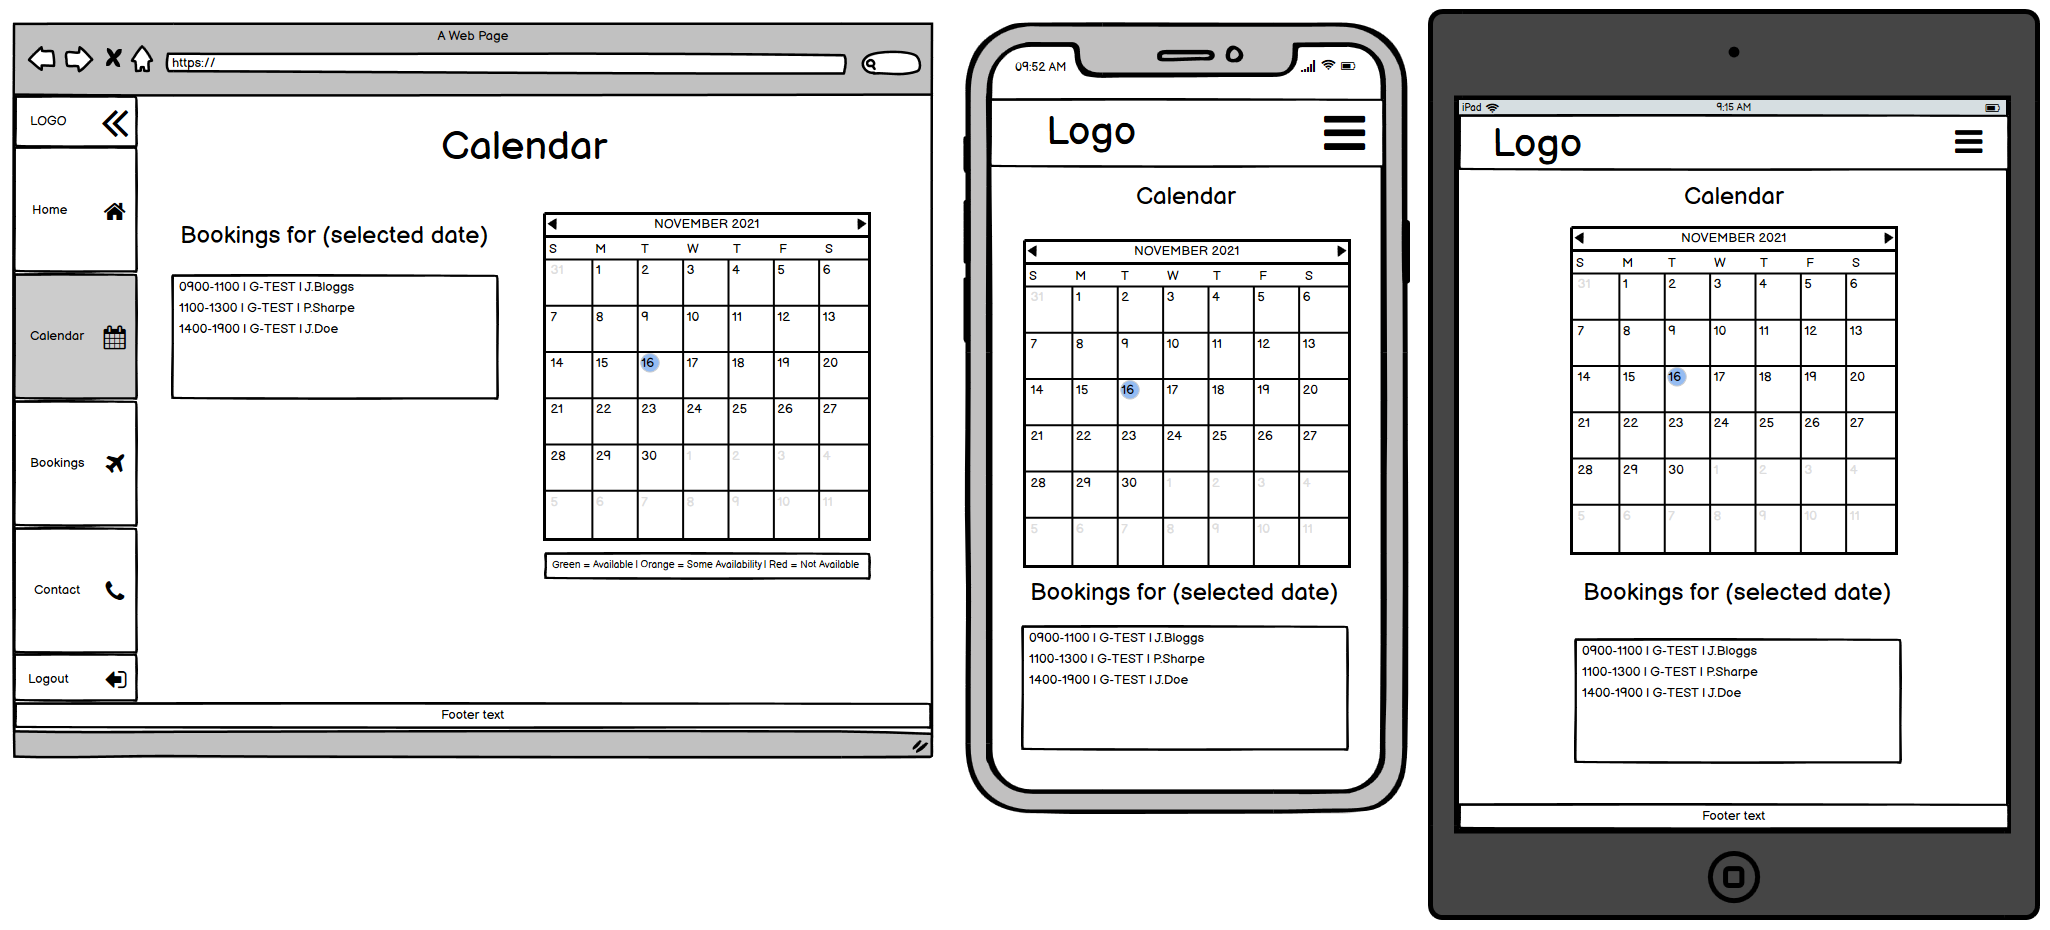 A Web Page
https://
LOGO
Home
Calendar
Bookings
Contact
Logout
Calendar
Bookings for (selected date)
0900-1100 | G-TEST | J.Bloggs
1100-1300 | G-TEST | P.Sharpe
1400-1900 | G-TEST | J.Doe
NOVEMBER 2021
S M T W T F S
31 1 2 3 4 5 6
7 8 9 10 11 12 13
14 15 16 17 18 19 20
21 22 23 24 25 26 27
28 29 30 1 2 3 4
5 6 7 8 9 10 11
Green = Available | Orange = Some Availability | Red = Not Available
Footer text
09:52 AM
Logo
Calendar
NOVEMBER 2021
S M T W T F S
31 1 2 3 4 5 6
7 8 9 10 11 12 13
14 15 16 17 18 19 20
21 22 23 24 25 26 27
28 29 30 1 2 3 4
5 6 7 8 9 10 11
Bookings for (selected date)
0900-1100 | G-TEST | J.Bloggs
1100-1300 | G-TEST | P.Sharpe
1400-1900 | G-TEST | J.Doe
iPad
9:15 AM
Logo
Calendar
NOVEMBER 2021
S M T W T F S
31 1 2 3 4 5 6
7 8 9 10 11 12 13
14 15 16 17 18 19 20
21 22 23 24 25 26 27
28 29 30 1 2 3 4
5 6 7 8 9 10 11
Bookings for (selected date)
0900-1100 | G-TEST | J.Bloggs
1100-1300 | G-TEST | P.Sharpe
1400-1900 | G-TEST | J.Doe
Footer text